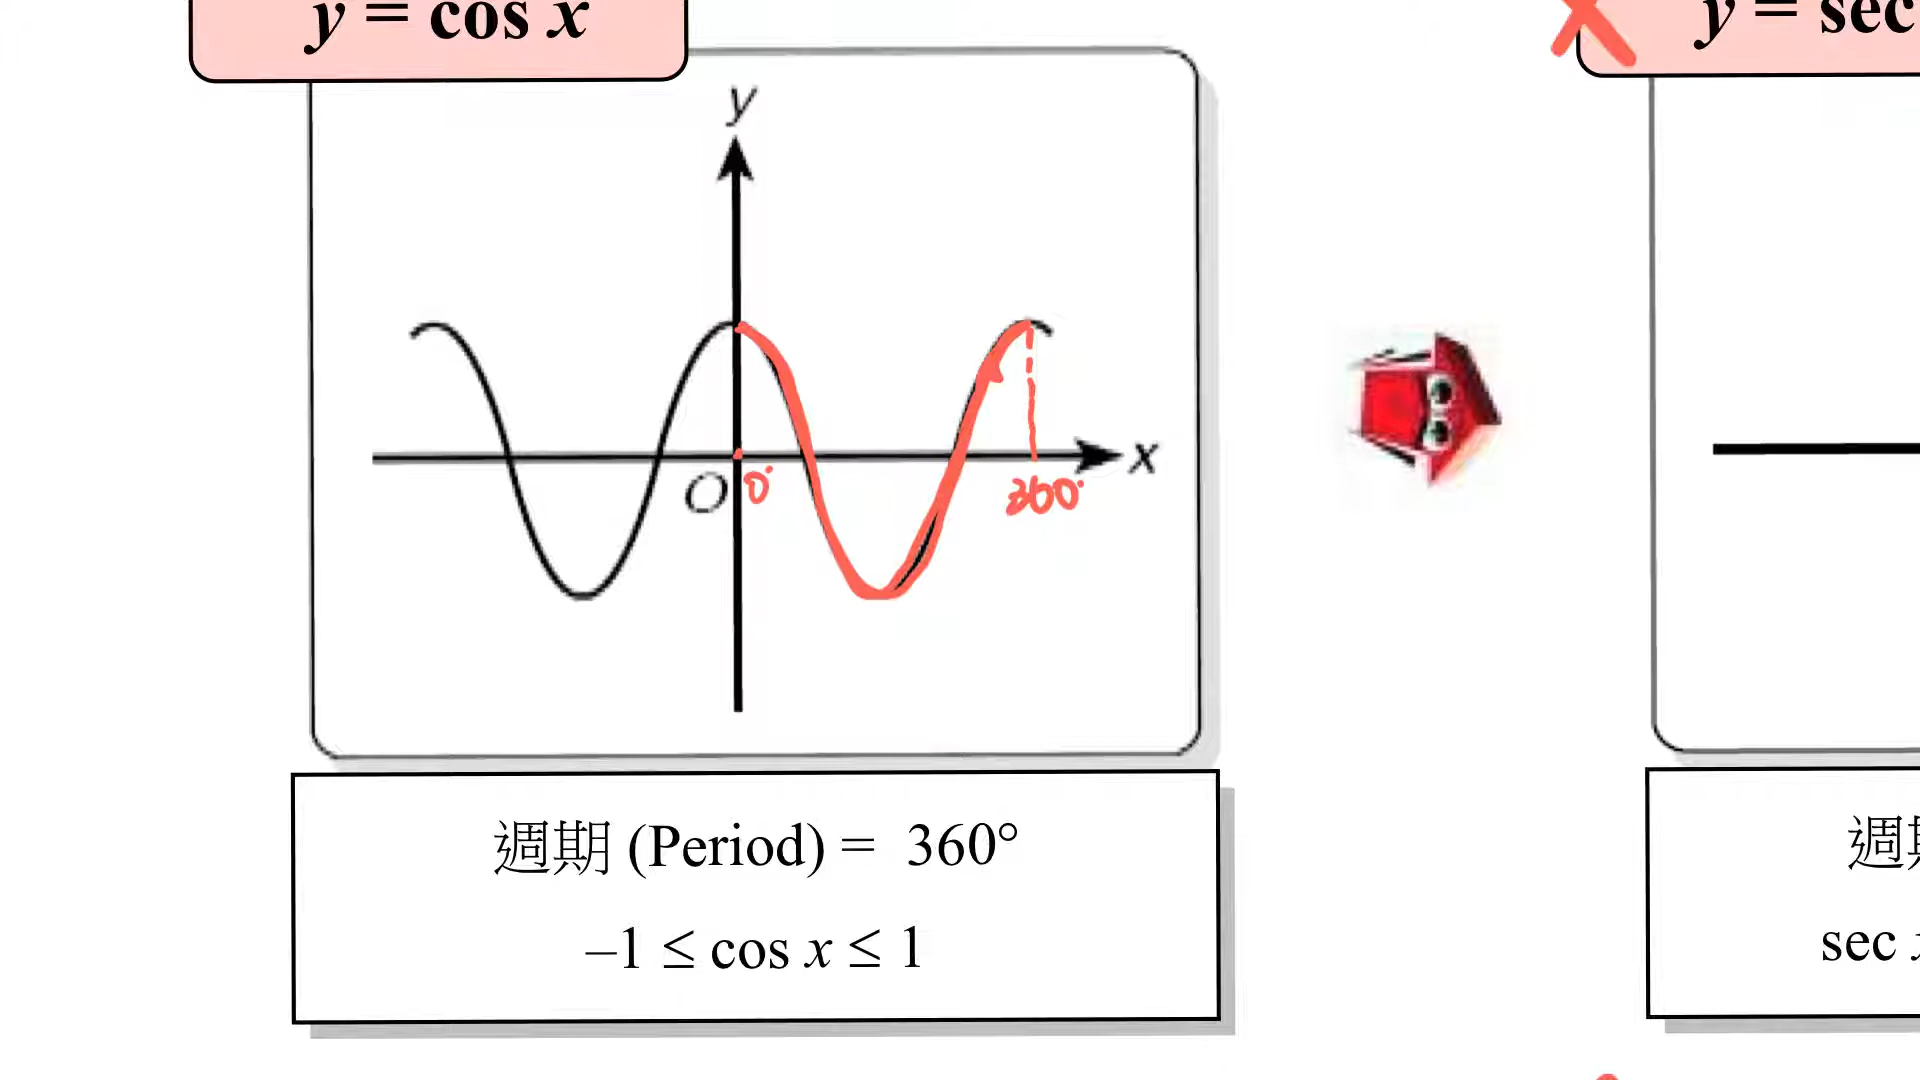 y = cos x
y = sec
y
x
O
0°
360°
週期 (Period) = 360°
–1 ≤ cos x ≤ 1
週
sec